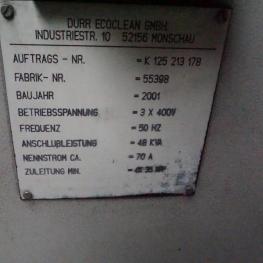 DURR ECOCLEAN GMBH
INDUSTRIESTR. 10 52156 MONSCHAU
AUFTRAGS - NR. = K 125 213 178
FABRIK- NR. = 55398
BAUJAHR = 2001
BETRIEBSSPANNUNG = 3 X 400V
FREQUENZ = 50 HZ
ANSCHLUßLEISTUNG = 48 KVA
NENNSTROM CA. = 70 A
ZULEITUNG MIN.